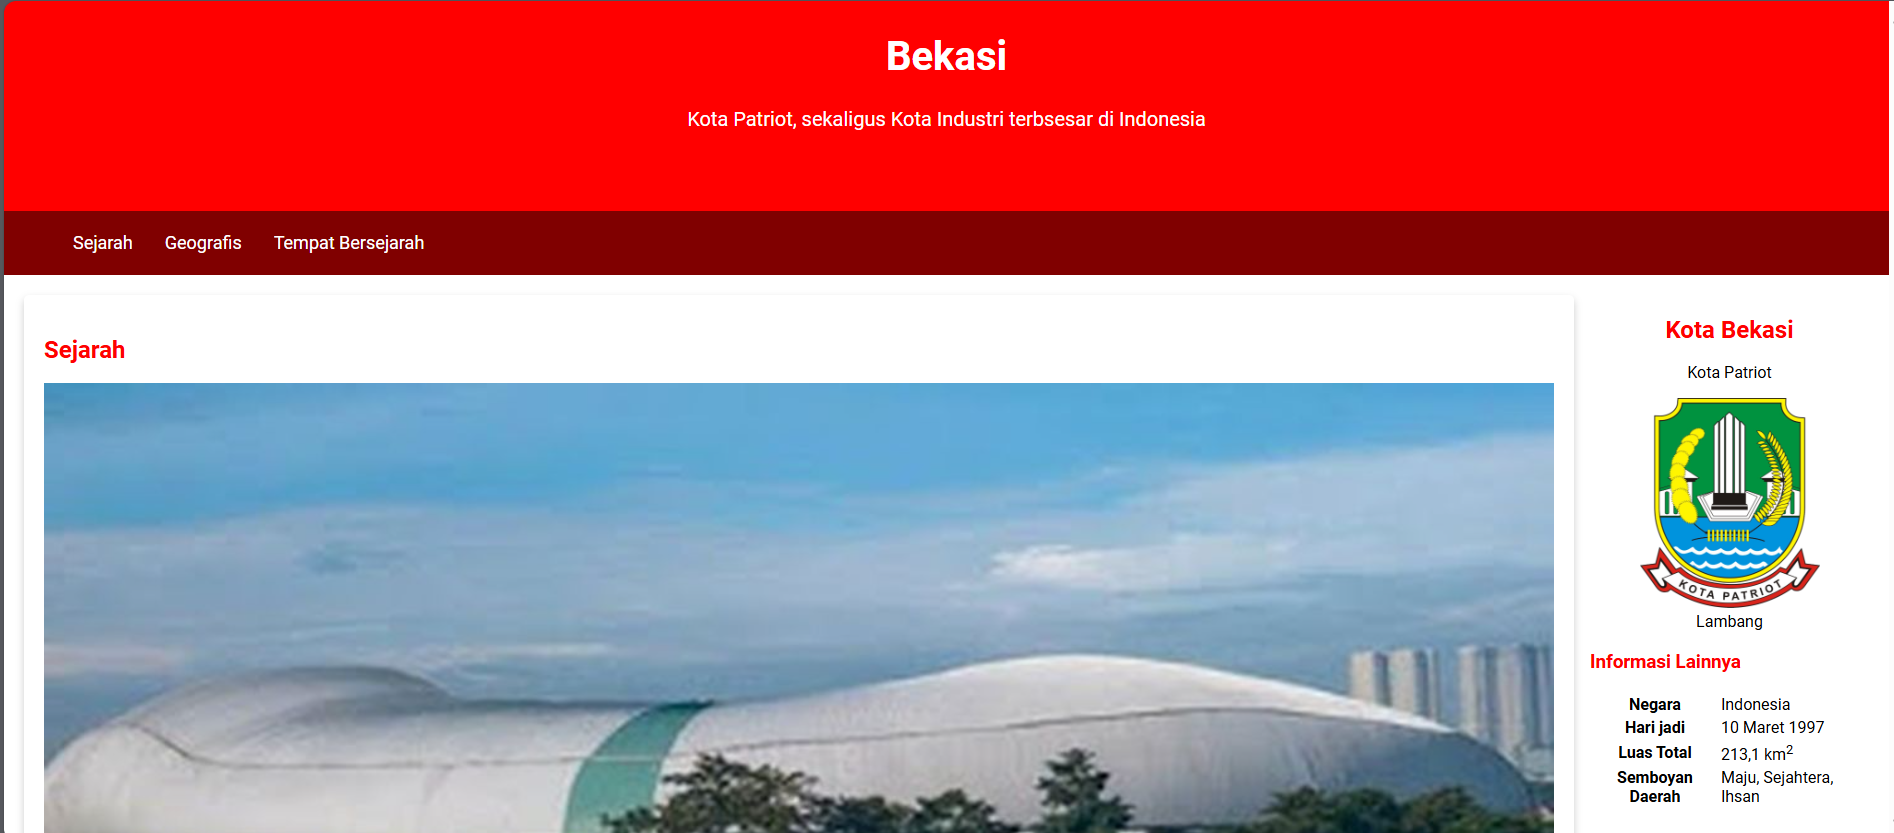 Bekasi
Kota Patriot, sekaligus Kota Industri terbsesar di Indonesia
Sejarah
Geografis
Tempat Bersejarah
Sejarah
Kota Bekasi
Kota Patriot
KOTA PATRIOT
Lambang
Informasi Lainnya
Negara Indonesia
Hari jadi 10 Maret 1997
Luas Total 213,1 km²
Semboyan Maju, Sejahtera,
Daerah Ihsan